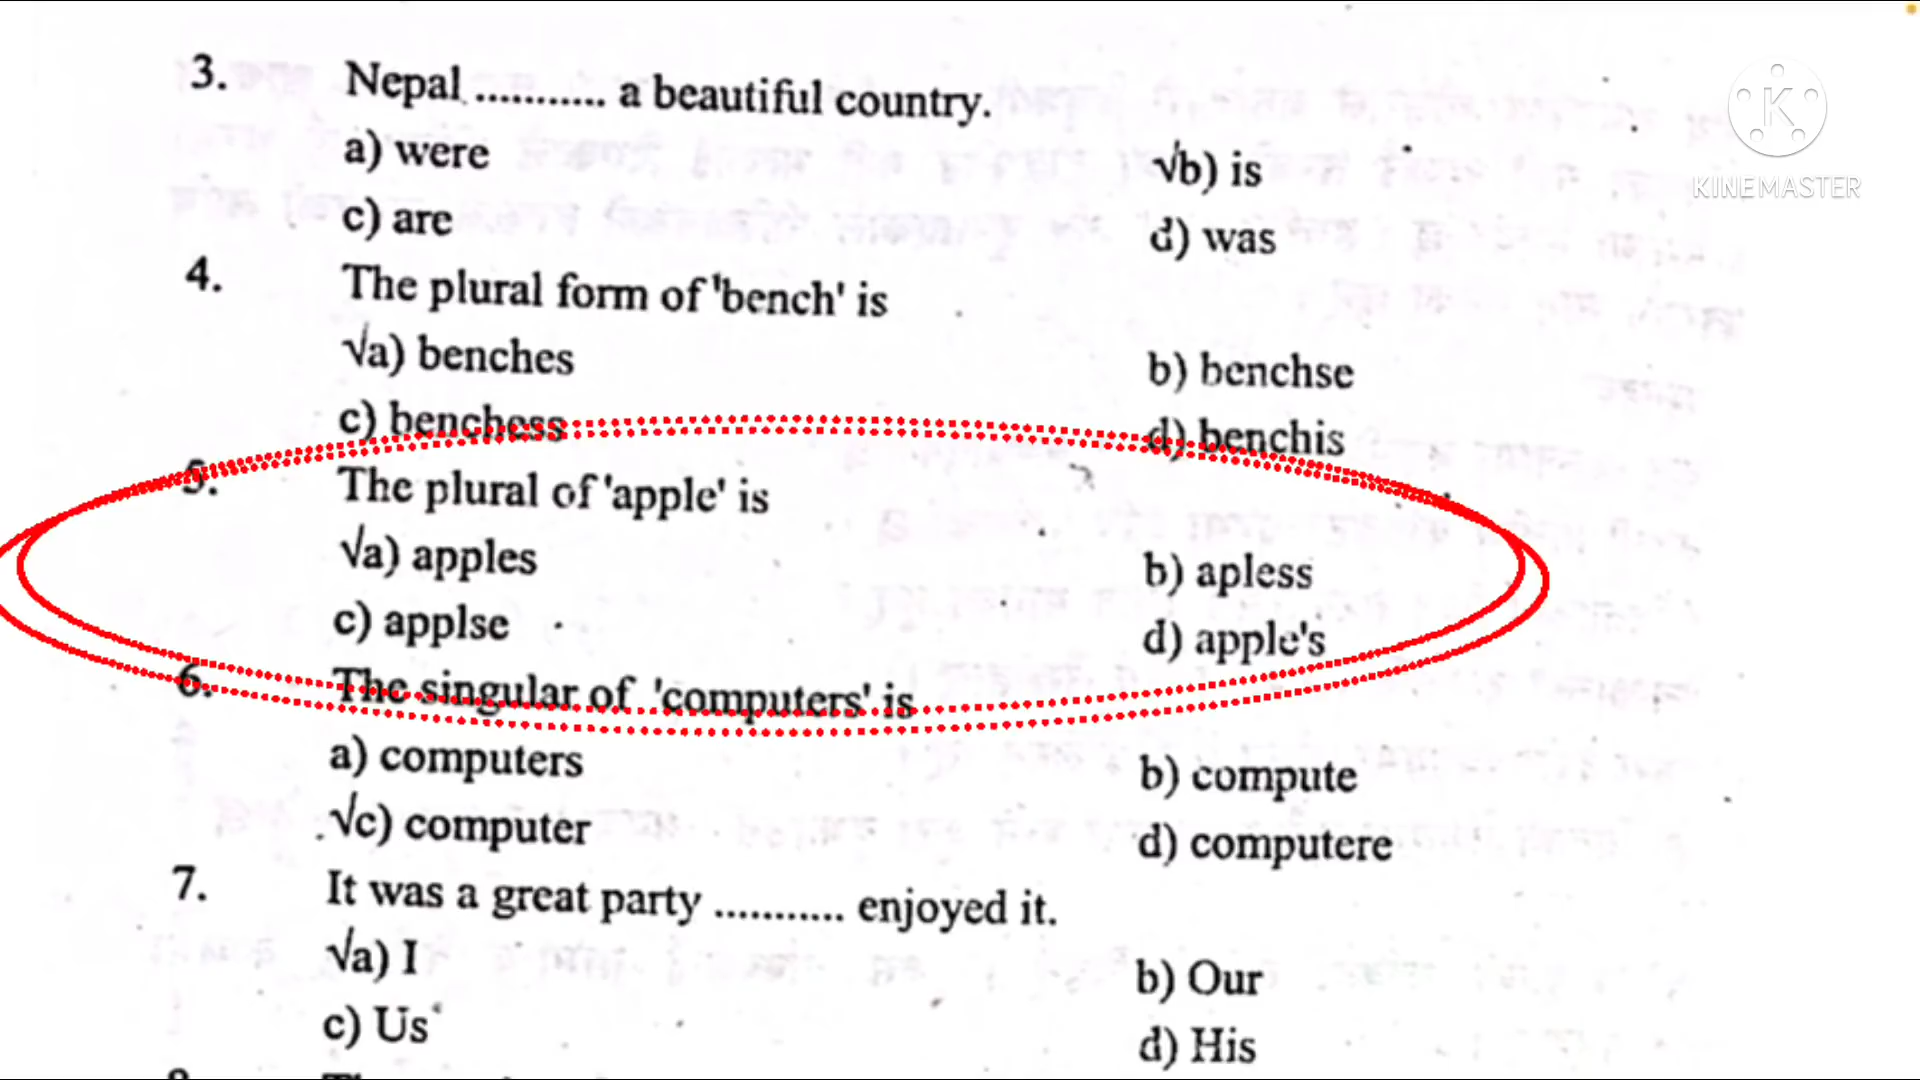 3. Nepal ........... a beautiful country.
a) were √b) is
c) are d) was
4. The plural form of 'bench' is
√a) benches b) benchse
c) benchess d) benchis
5. The plural of 'apple' is
√a) apples b) apless
c) applse d) apple's
6. The singular of 'computers' is
a) computers b) compute
√c) computer d) computere
7. It was a great party ........... enjoyed it.
√a) I b) Our
c) Us d) His
KINEMASTER